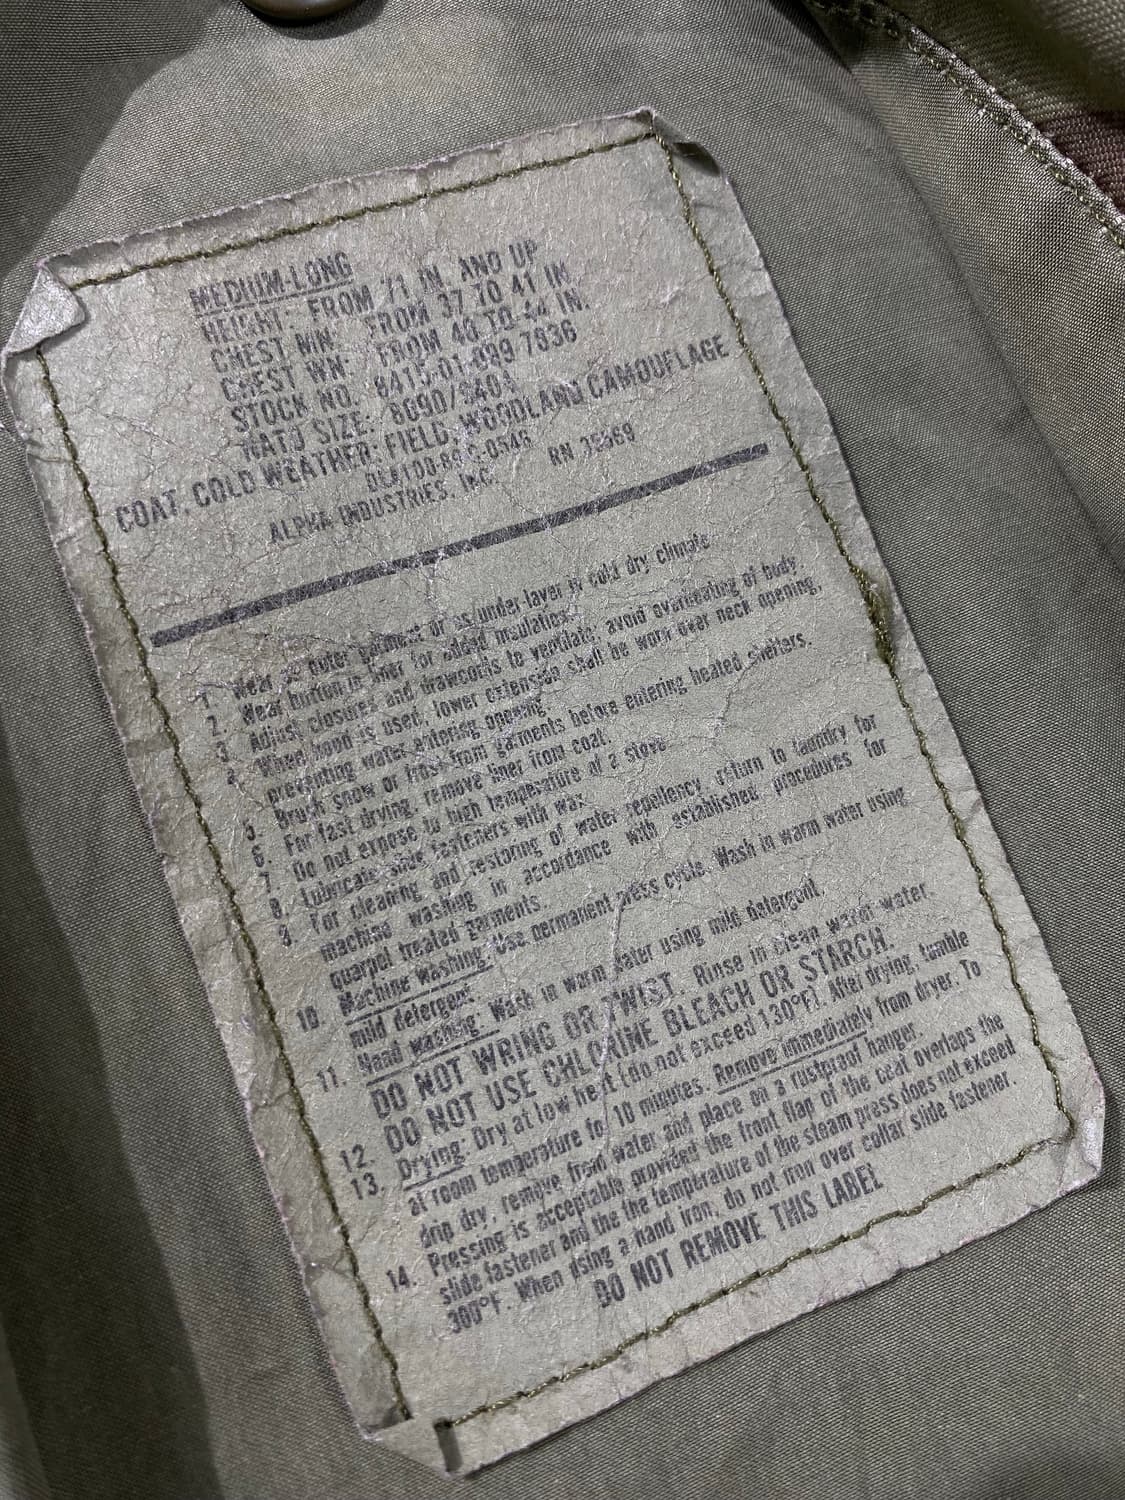 MEDIUM-LONG
HEIGHT: FROM 71 IN. AND UP
CHEST MN: FROM 37 TO 41 IN.
CHEST WN: FROM 40 TO 44 IN.
STOCK NO. 8415-01-099-7836
NATO SIZE: 8090/9404
COAT, COLD WEATHER: FIELD, WOODLAND CAMOUFLAGE
ALPHA INDUSTRIES, INC. RN 35569
1. Wear as outer garment or as under-layer in cold dry climate
2. Wear button-in liner for added insulation.
3. Adjust closures and drawcords to ventilate, avoid overheating of body.
4. When hood is used, lower extension shall be worn over neck opening,
preventing water entering opening
5. Brush snow or frost from garments before entering heated shelters.
6. For fast drying, remove liner from coat.
7. Do not expose to high temperature of a stove
8. Lubricate slide fasteners with wax
9. For cleaning and restoring of water repellency, return to laundry for
machine washing in accordance with established procedures for
quarpel treated garments.
10. Machine Washing: Use permanent press cycle. Wash in warm water using
mild detergent
11. Hand washing: Wash in warm water using mild detergent.
DO NOT WRING OR TWIST. Rinse in clean warm water.
12. DO NOT USE CHLORINE BLEACH OR STARCH.
13. Drying: Dry at low heat (do not exceed 130°F). After drying, tumble
at room temperature for 10 minutes. Remove immediately from dryer. To
drip dry, remove from water and place on a rustproof hanger.
14. Pressing is acceptable provided the front flap of the coat overlaps the
slide fastener and the the temperature of the steam press does not exceed
300°F. When using a hand iron, do not iron over collar slide fastener.
DO NOT REMOVE THIS LABEL